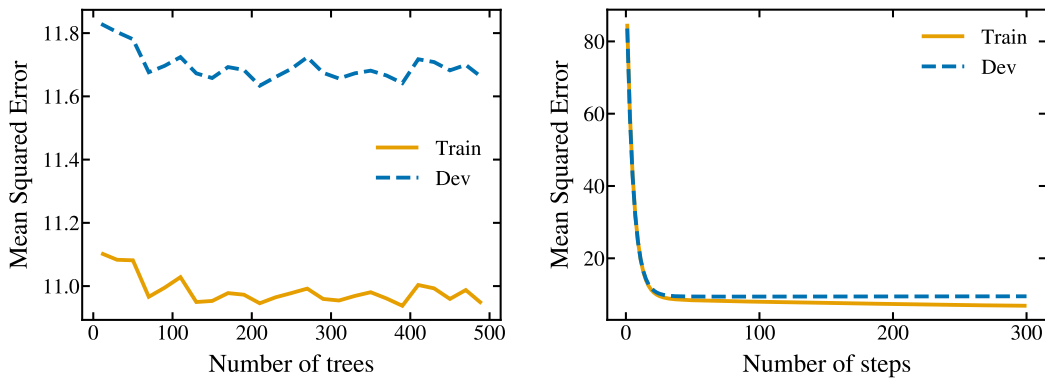 Mean Squared Error
11.8
11.6
11.4
11.2
11.0
0
100
200
300
400
500
Number of trees
Train
Dev
Mean Squared Error
80
60
40
20
0
100
200
300
Number of steps
Train
Dev